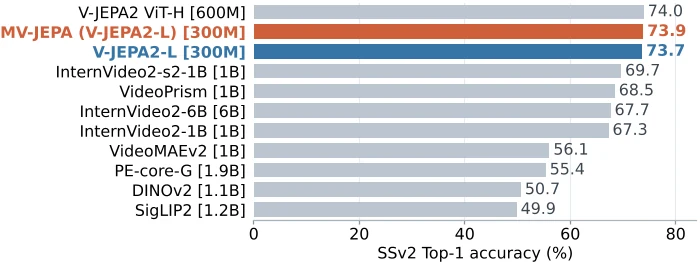 V-JEPA2 ViT-H [600M] 74.0
MV-JEPA (V-JEPA2-L) [300M] 73.9
V-JEPA2-L [300M] 73.7
InternVideo2-s2-1B [1B] 69.7
VideoPrism [1B] 68.5
InternVideo2-6B [6B] 67.7
InternVideo2-1B [1B] 67.3
VideoMAEv2 [1B] 56.1
PE-core-G [1.9B] 55.4
DINOv2 [1.1B] 50.7
SigLIP2 [1.2B] 49.9
0 20 40 60 80
SSv2 Top-1 accuracy (%)